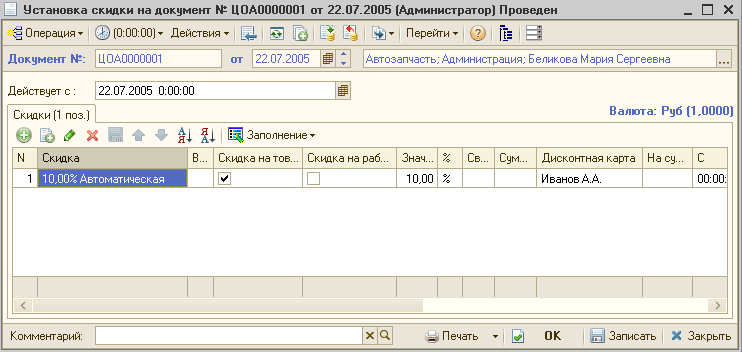 Установка скидки на документ № ЦОА0000001 от 22.07.2005 (Администратор) Проведен
Операция (0:00:00) Действия Перейти
Документ №: ЦОА0000001 от 22.07.2005 Автозапчасть; Администрация; Беликова Мария Сергеевна ...
Действует с : 22.07.2005 0:00:00
Валюта: Руб (1,0000)
Скидки (1 поз.)
Заполнение
N Скидка В... Скидка на тов... Скидка на раб... Знач... % Св... Сум... Дисконтная карта На су... С
1 10,00% Автоматическая 10,00 % Иванов А.А. 00:00:
Комментарий: Печать OK Записать Закрыть